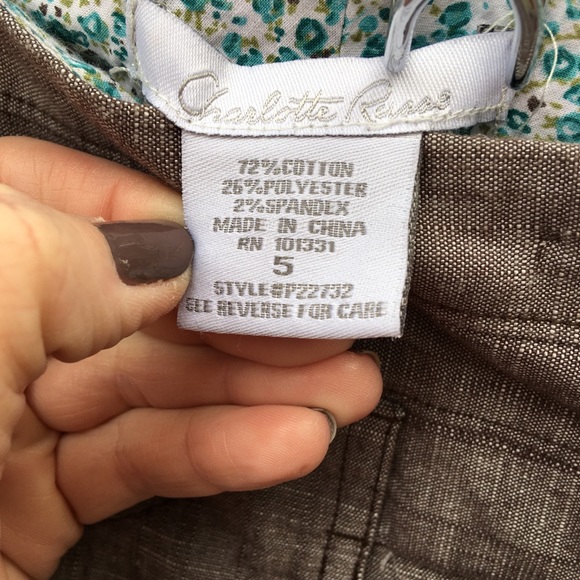 Charlotte Russe
72%COTTON
26%POLYESTER
2%SPANDEX
MADE IN CHINA
RN 101331
5
STYLE#P22732
SEE REVERSE FOR CARE